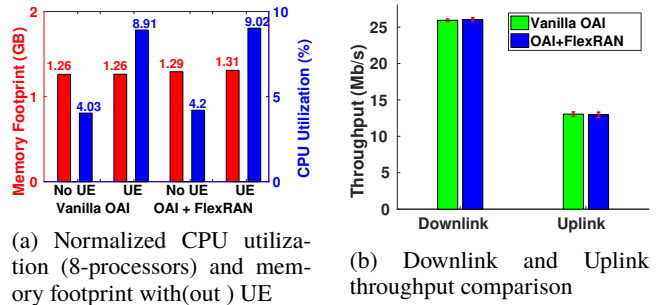 Memory Footprint (GB)
2
1
0
1.26
4.03
1.26
8.91
1.29
4.2
1.31
9.02
10
5
0
CPU Utilization (%)
No UE UE No UE UE
Vanilla OAI OAI + FlexRAN
(a) Normalized CPU utiliza-
tion (8-processors) and mem-
ory footprint with(out ) UE
Throughput (Mb/s)
25
20
15
10
5
0
Vanilla OAI
OAI+FlexRAN
Downlink Uplink
(b) Downlink and Uplink
throughput comparison